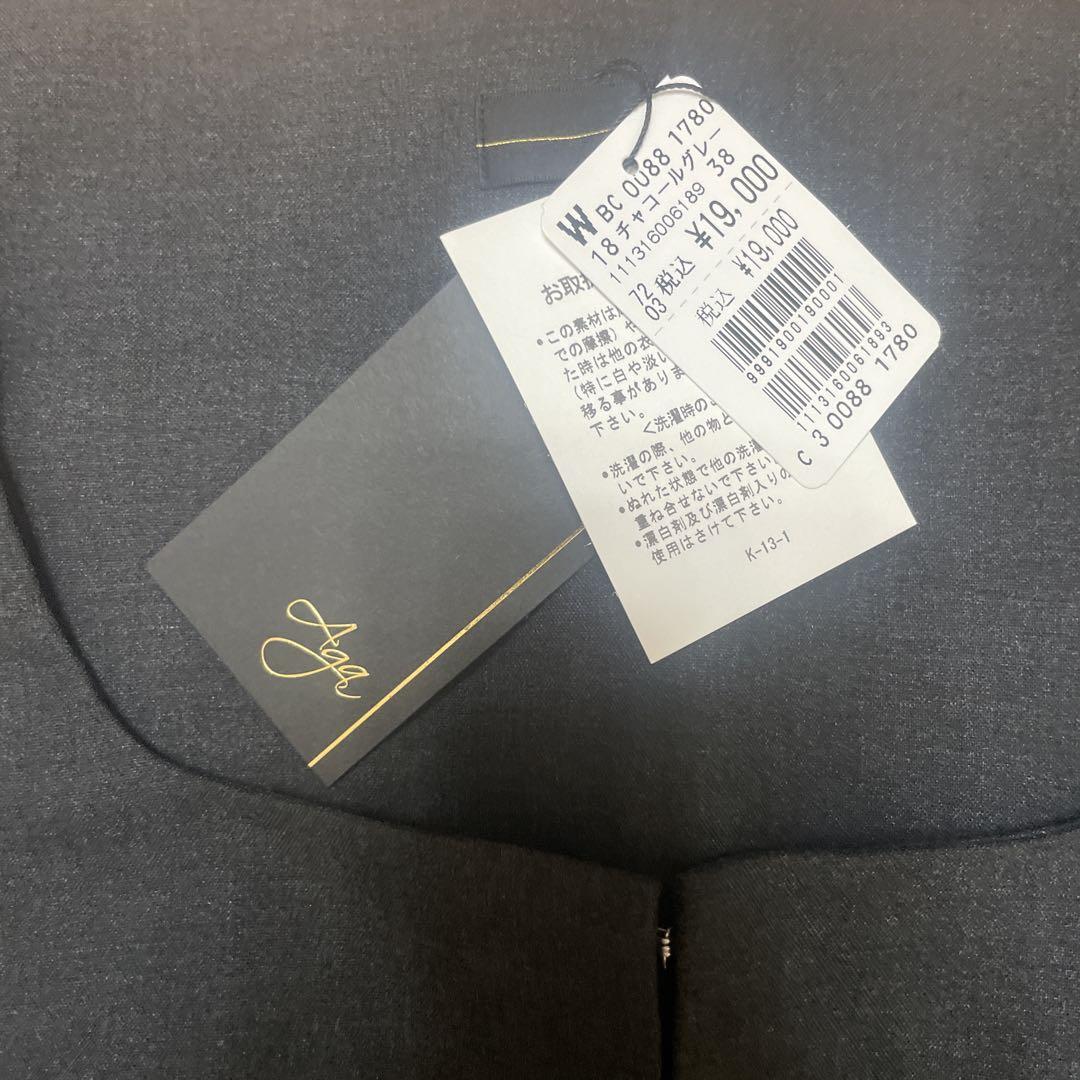 W BC 0088 1780
18 チャコールグレー
111316006189 38
72
03 税込 ¥19,000
税込 ¥19,000
9991900190001
1113160061893
C 3 0088 1780
お取扱
•この素材は
での摩擦)
た時は他の衣
(特に白や淡い
移る事がありま
下さい。
<洗濯時の
•洗濯の際、他の物と
いで下さい。
•ぬれた状態で他の洗濯
重ね合せないで下さい
•漂白剤及び漂白剤入りの
使用はさけて下さい。
K-13-1
Aga